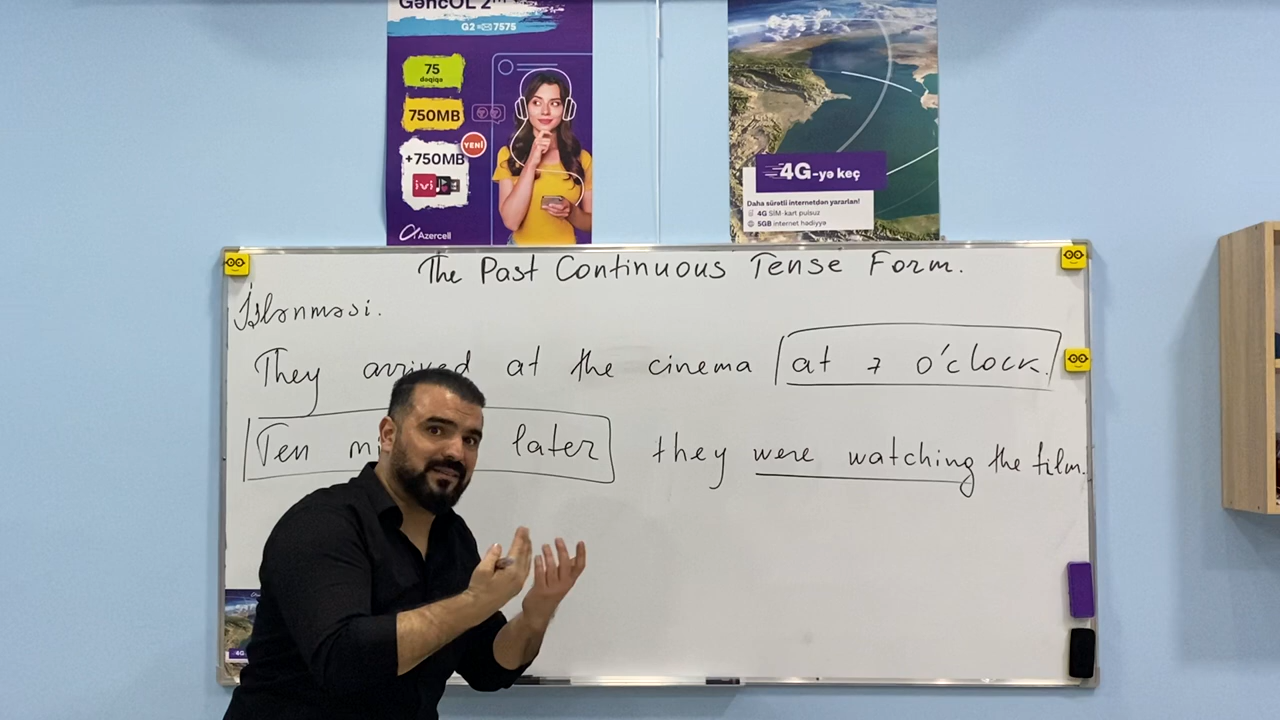 GəncOL 2
G2 7575
75
dəqiqə
750MB
YENİ
+750MB
ivi
Azercell
4G-yə keç
Daha sürətli internetdən yararlan!
4G SİM-kart pulsuz
5GB internet hədiyyə
The Past Continuous Tense Form.
İşlənməsi.
They arrived at the cinema at 7 o'clock.
Ten later they were watching the film.
4G